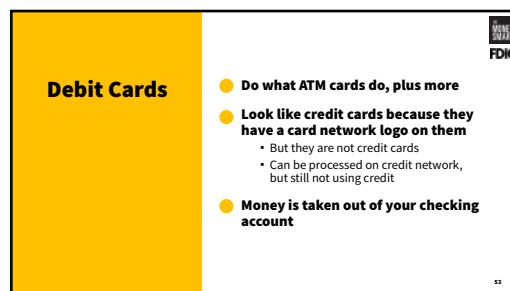 MONEY
SMART
FDIC
Debit Cards
Do what ATM cards do, plus more
Look like credit cards because they
have a card network logo on them
• But they are not credit cards
• Can be processed on credit network,
but still not using credit
Money is taken out of your checking
account
53